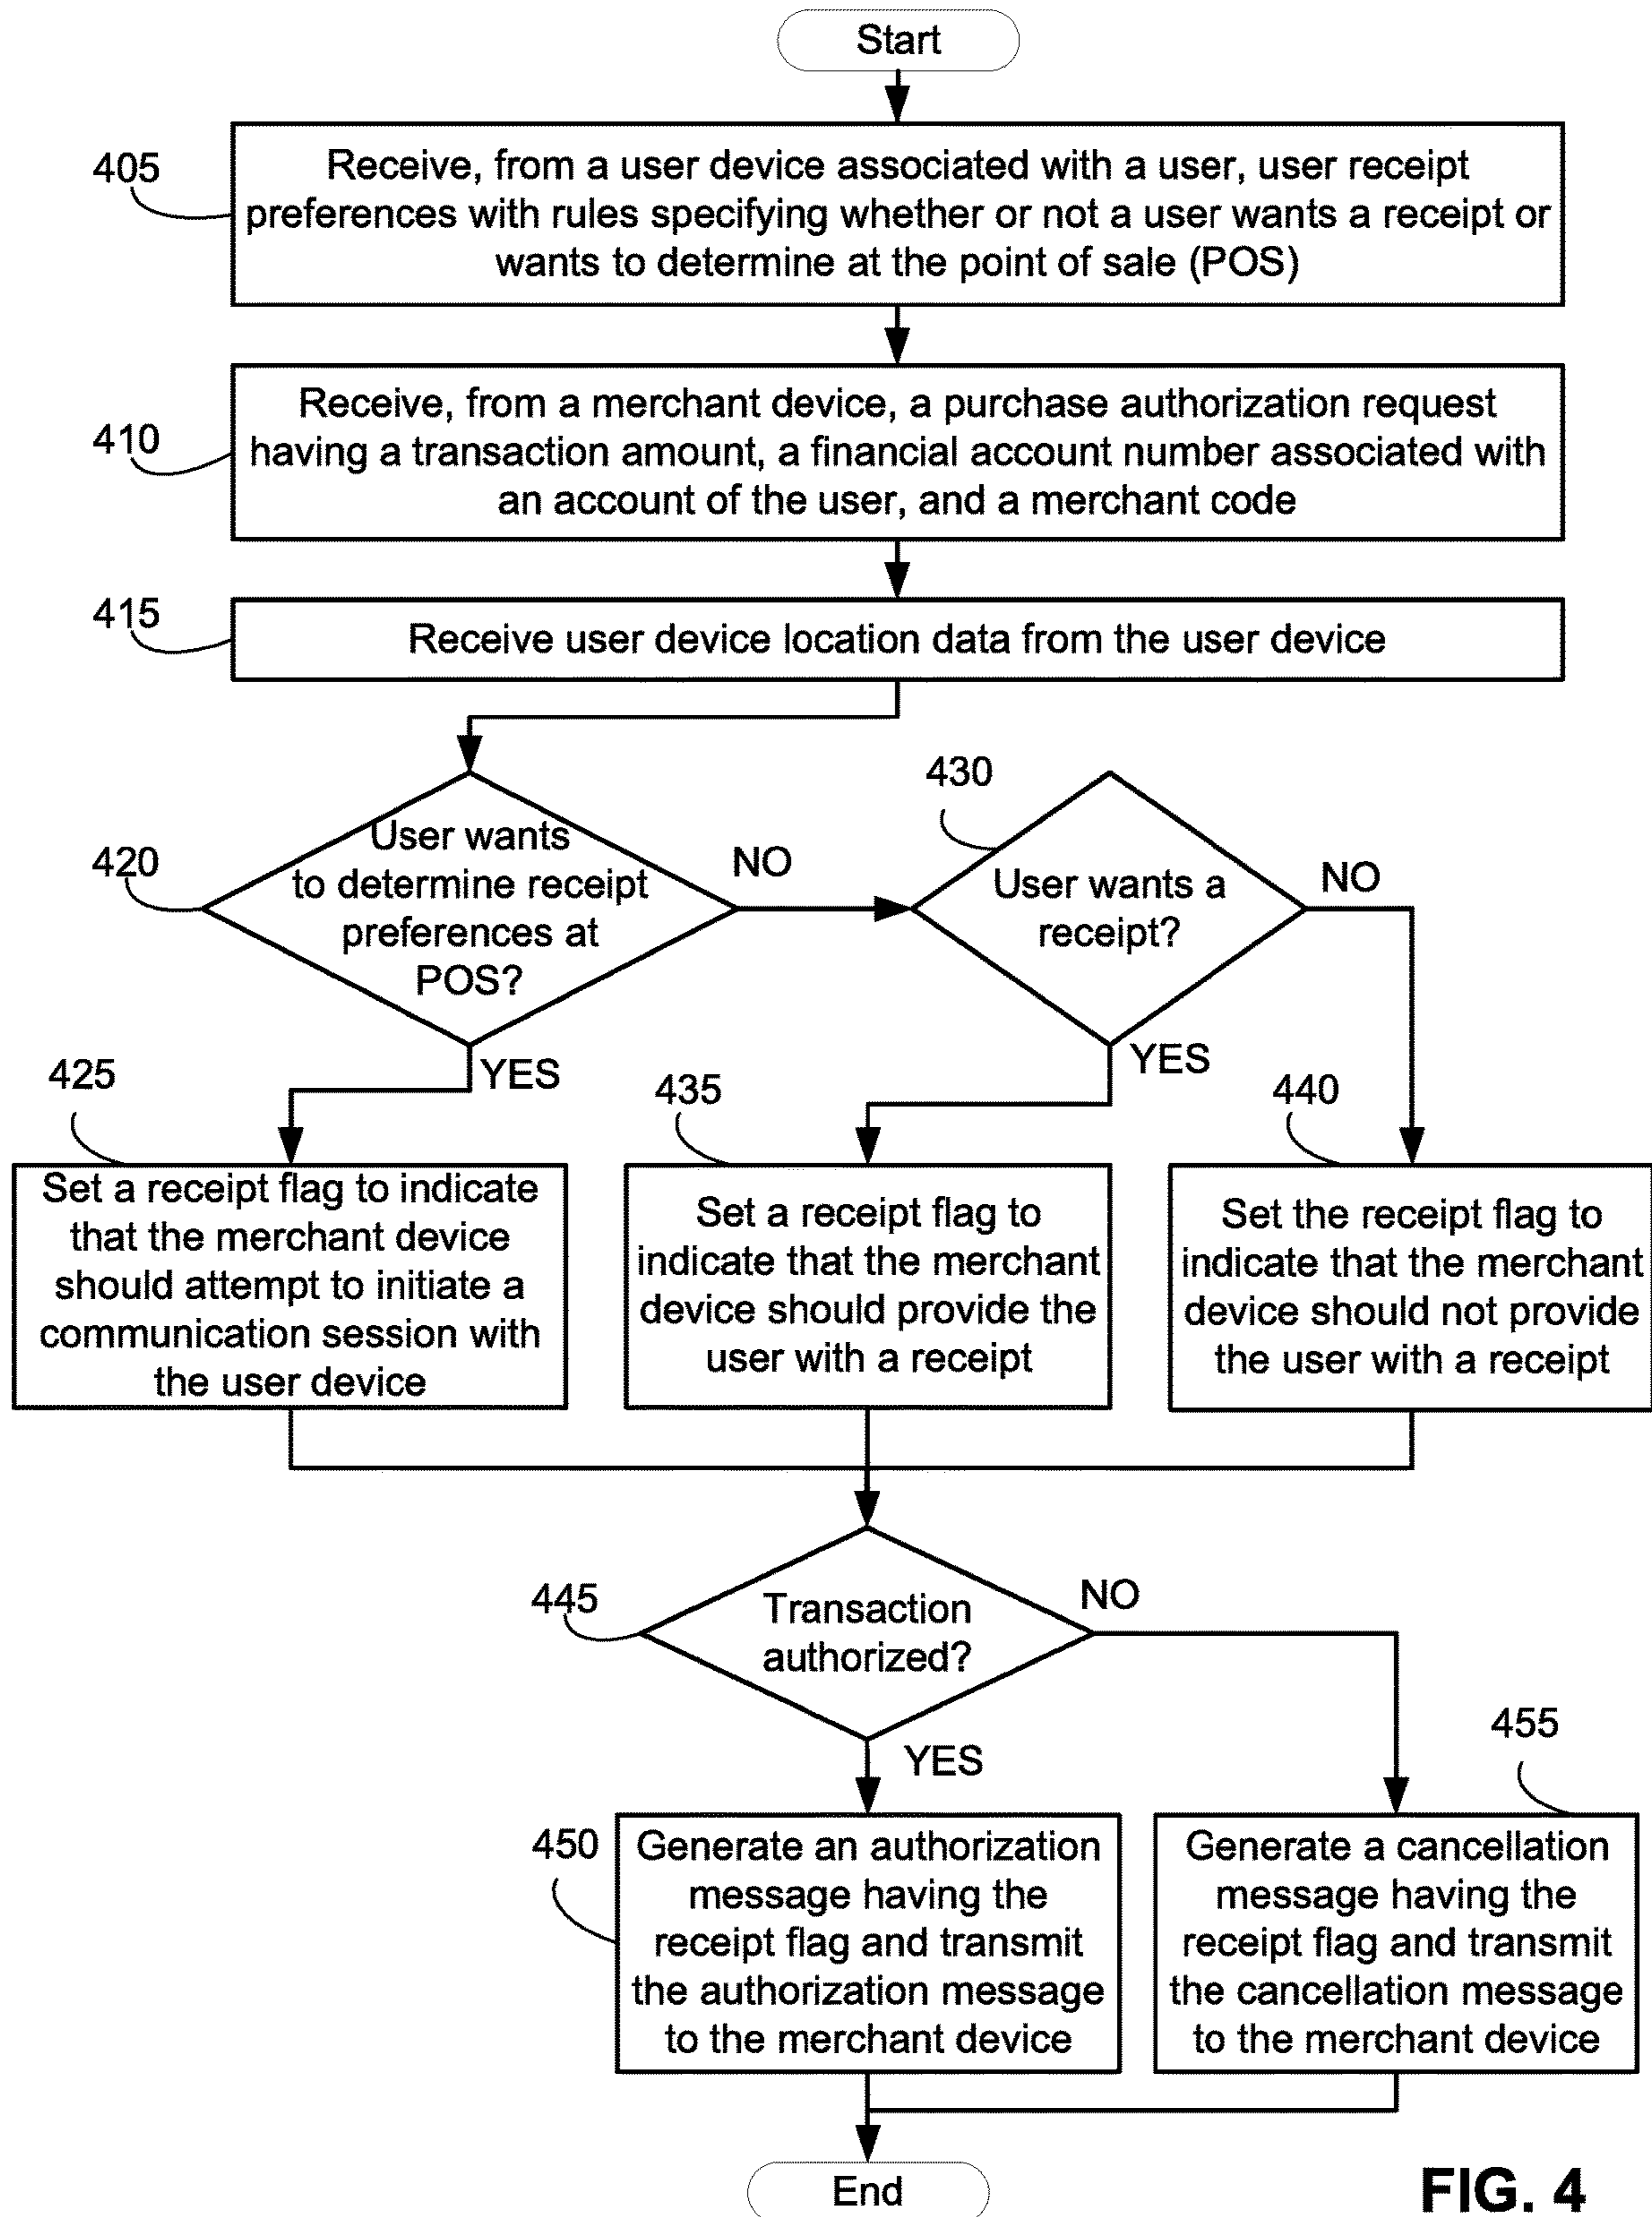 Start
405
Receive, from a user device associated with a user, user receipt
preferences with rules specifying whether or not a user wants a receipt or
wants to determine at the point of sale (POS)
410
Receive, from a merchant device, a purchase authorization request
having a transaction amount, a financial account number associated with
an account of the user, and a merchant code
415
Receive user device location data from the user device
420
User wants
to determine receipt
preferences at
POS?
NO
YES
430
User wants a
receipt?
NO
YES
425
Set a receipt flag to indicate
that the merchant device
should attempt to initiate a
communication session with
the user device
435
Set a receipt flag to
indicate that the merchant
device should provide the
user with a receipt
440
Set the receipt flag to
indicate that the merchant
device should not provide
the user with a receipt
445
Transaction
authorized?
NO
YES
450
Generate an authorization
message having the
receipt flag and transmit
the authorization message
to the merchant device
455
Generate a cancellation
message having the
receipt flag and transmit
the cancellation message
to the merchant device
End
FIG. 4